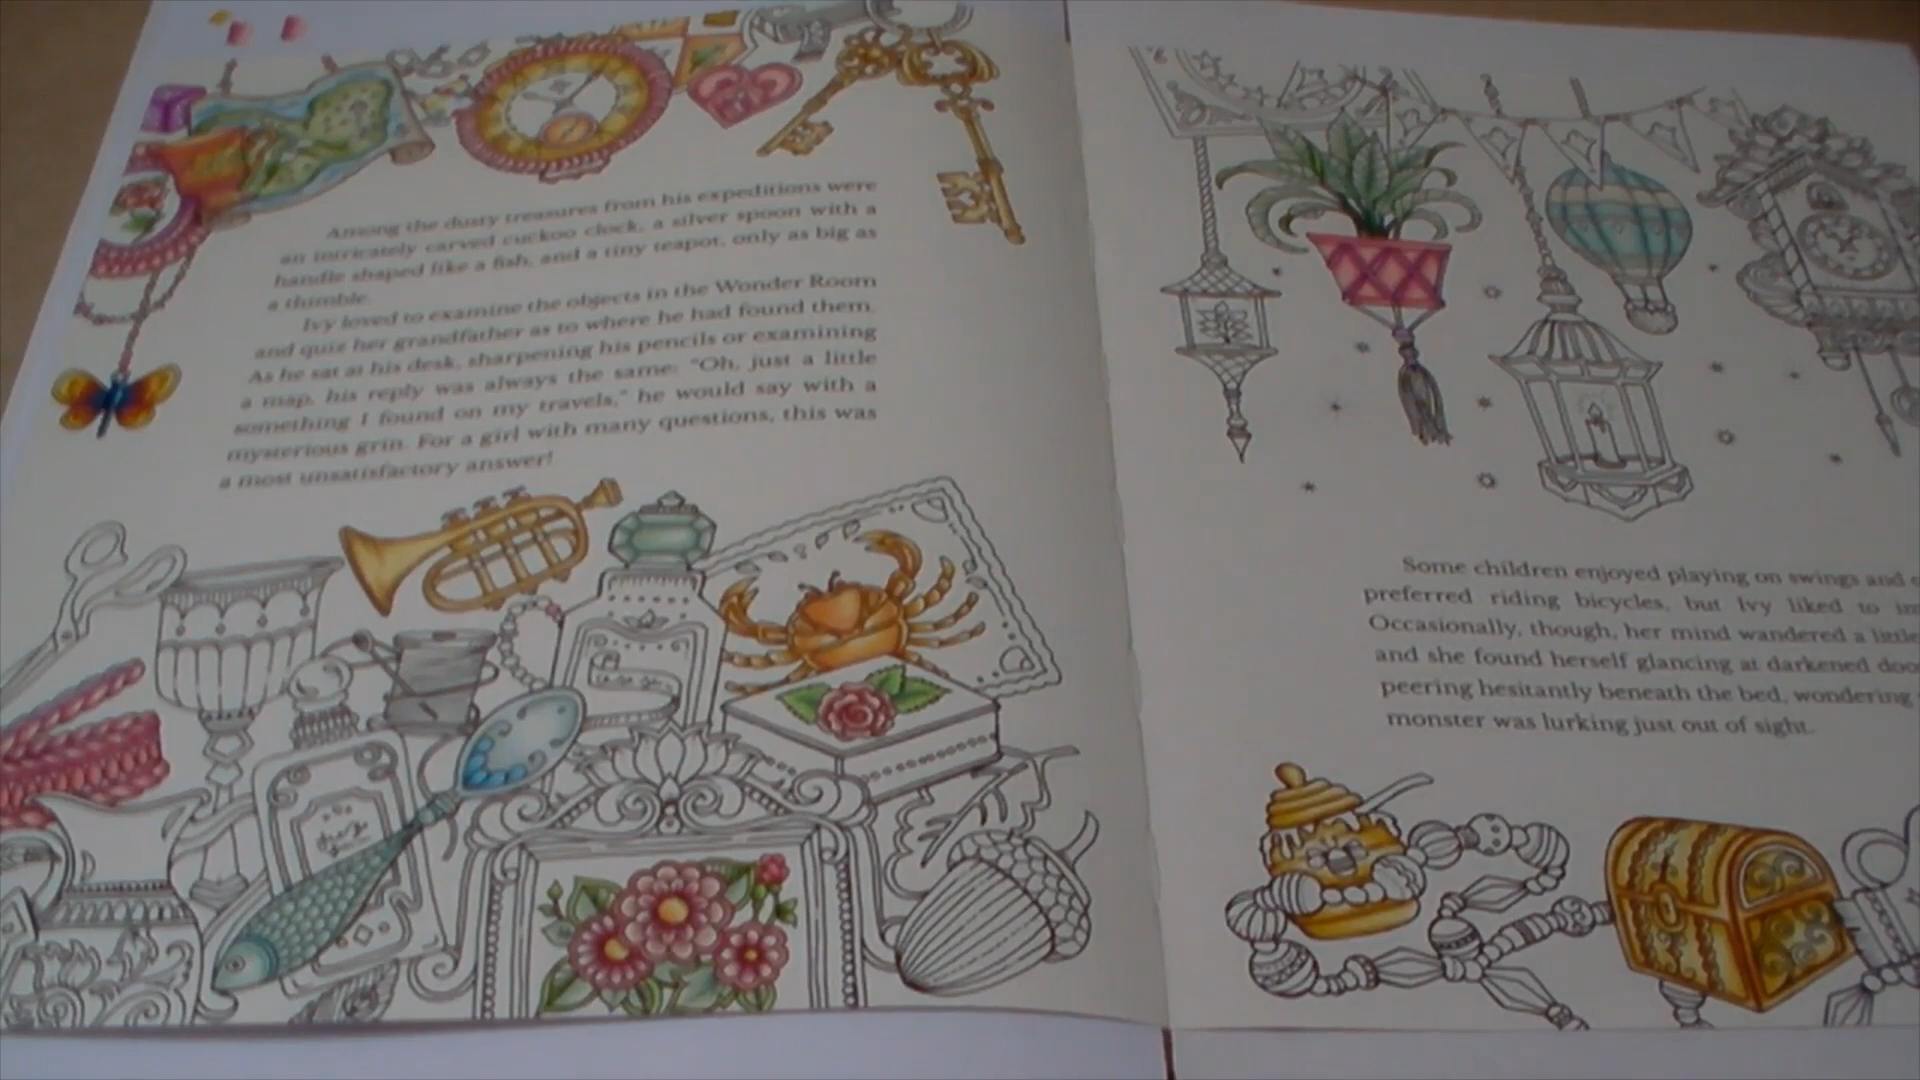 Among the dusty treasures from his expeditions were
an intricately carved cuckoo clock, a silver spoon with a
handle shaped like a fish, and a tiny teapot, only as big as
a thimble.
Ivy loved to examine the objects in the Wonder Room
and quiz her grandfather as to where he had found them.
As he sat at his desk, sharpening his pencils or examining
a map, his reply was always the same: "Oh, just a little
something I found on my travels," he would say with a
mysterious grin. For a girl with many questions, this was
a most unsatisfactory answer!
Some children enjoyed playing on swings and
preferred riding bicycles, but Ivy liked to
Occasionally, though, her mind wandered a little
and she found herself glancing at darkened
peering hesitantly beneath the bed, wondering
monster was lurking just out of sight.